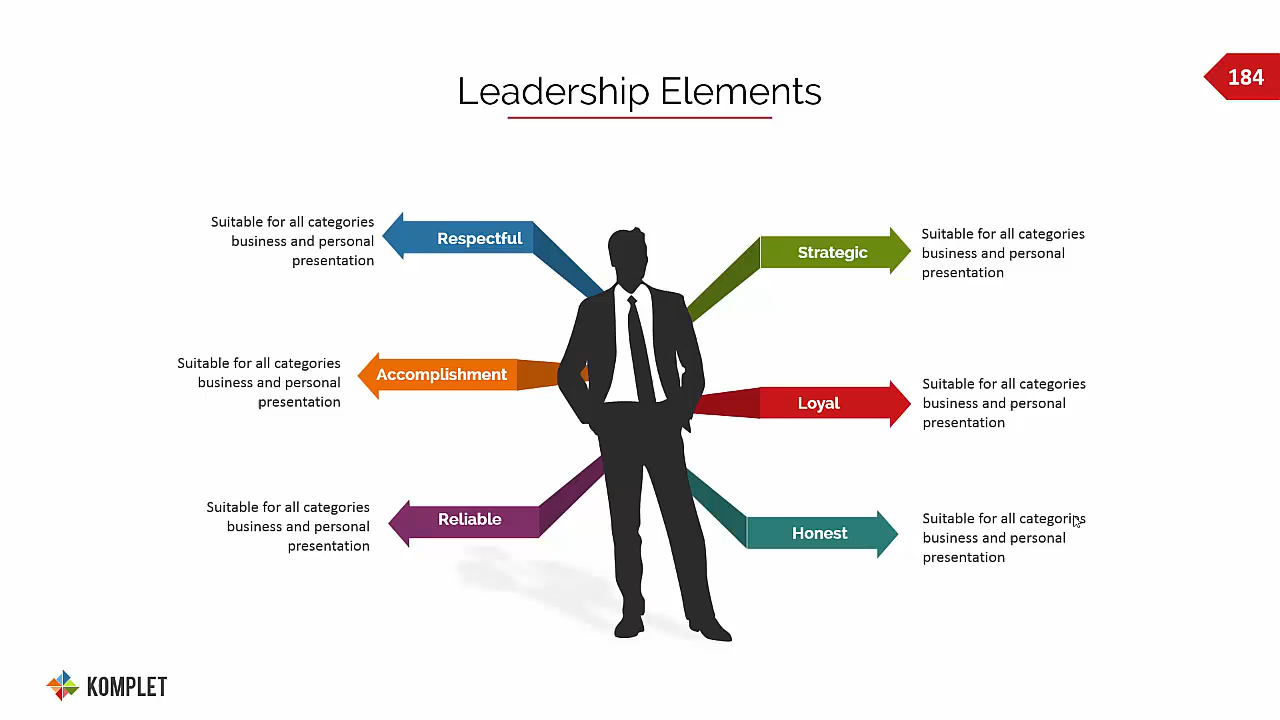 Leadership Elements
184
Respectful
Suitable for all categories
business and personal
presentation
Strategic
Suitable for all categories
business and personal
presentation
Accomplishment
Suitable for all categories
business and personal
presentation
Loyal
Suitable for all categories
business and personal
presentation
Reliable
Suitable for all categories
business and personal
presentation
Honest
Suitable for all categories
business and personal
presentation
KOMPLET